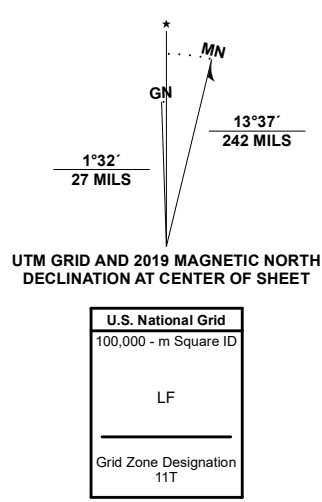 ★
MN
GN
13°37´
242 MILS
1°32´
27 MILS
UTM GRID AND 2019 MAGNETIC NORTH
DECLINATION AT CENTER OF SHEET
U.S. National Grid
100,000 - m Square ID
LF
Grid Zone Designation
11T